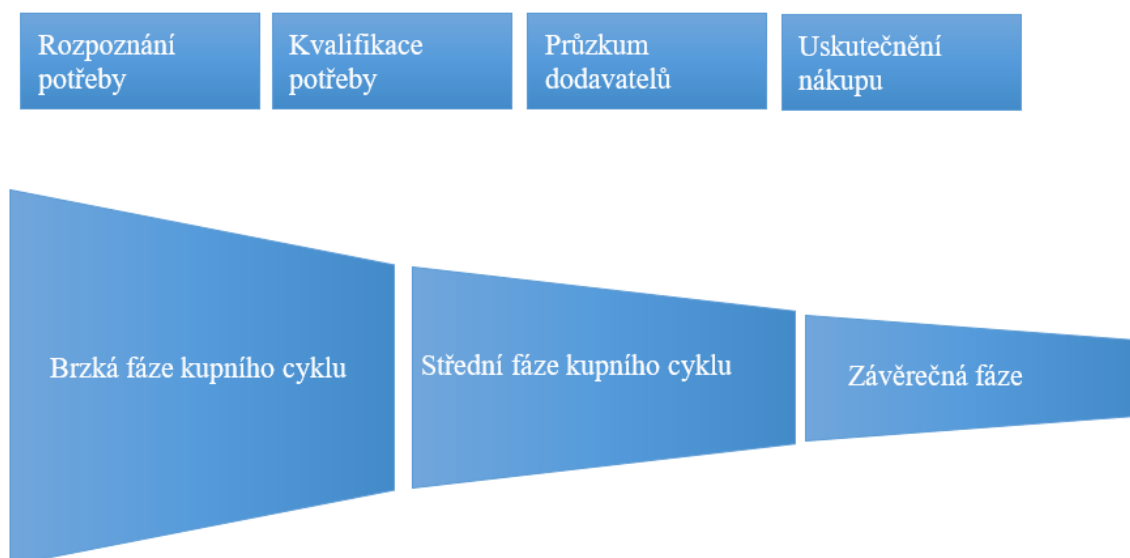 Rozpoznání
potřeby
Kvalifikace
potřeby
Průzkum
dodavatelů
Uskutečnění
nákupu
Brzká fáze kupního cyklu
Střední fáze kupního cyklu
Závěrečná fáze